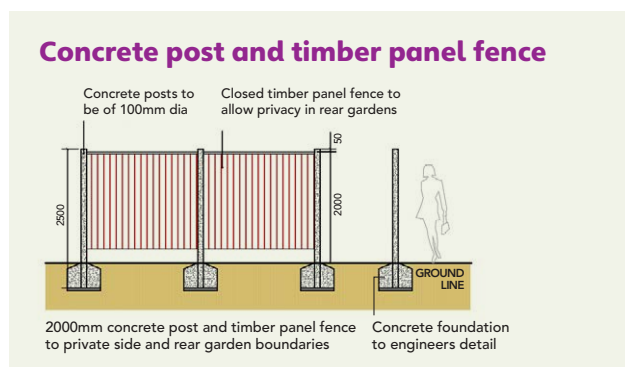 Concrete post and timber panel fence
Concrete posts to
be of 100mm dia
Closed timber panel fence to
allow privacy in rear gardens
50
2500
2000
GROUND
LINE
2000mm concrete post and timber panel fence
to private side and rear garden boundaries
Concrete foundation
to engineers detail